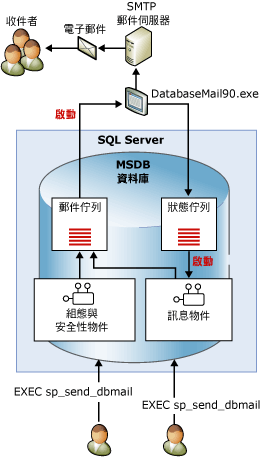 SMTP
郵件伺服器
收件者
電子郵件
DatabaseMail90.exe
啟動
SQL Server
MSDB
資料庫
郵件佇列
狀態佇列
啟動
組態與
安全性物件
訊息物件
EXEC sp_send_dbmail
EXEC sp_send_dbmail